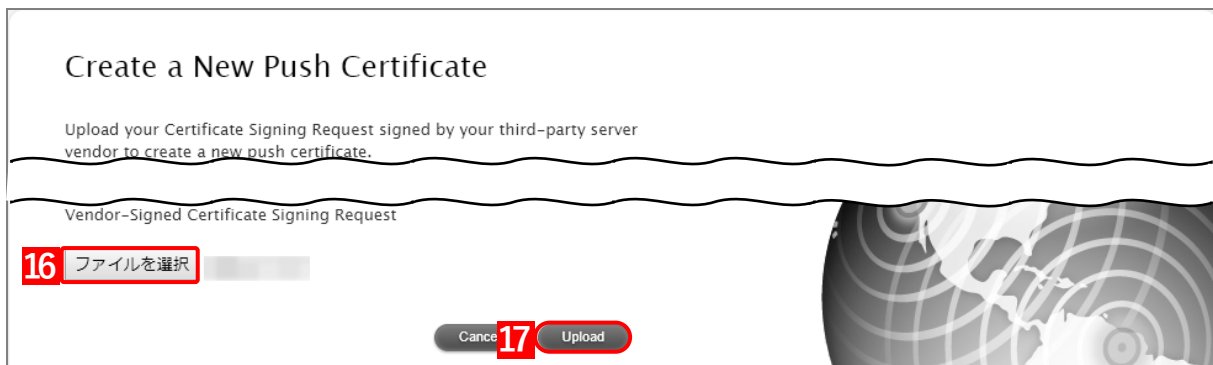 Create a New Push Certificate
Upload your Certificate Signing Request signed by your third-party server
vendor to create a new push certificate.
Vendor-Signed Certificate Signing Request
16 ファイルを選択
Cance 17 Upload